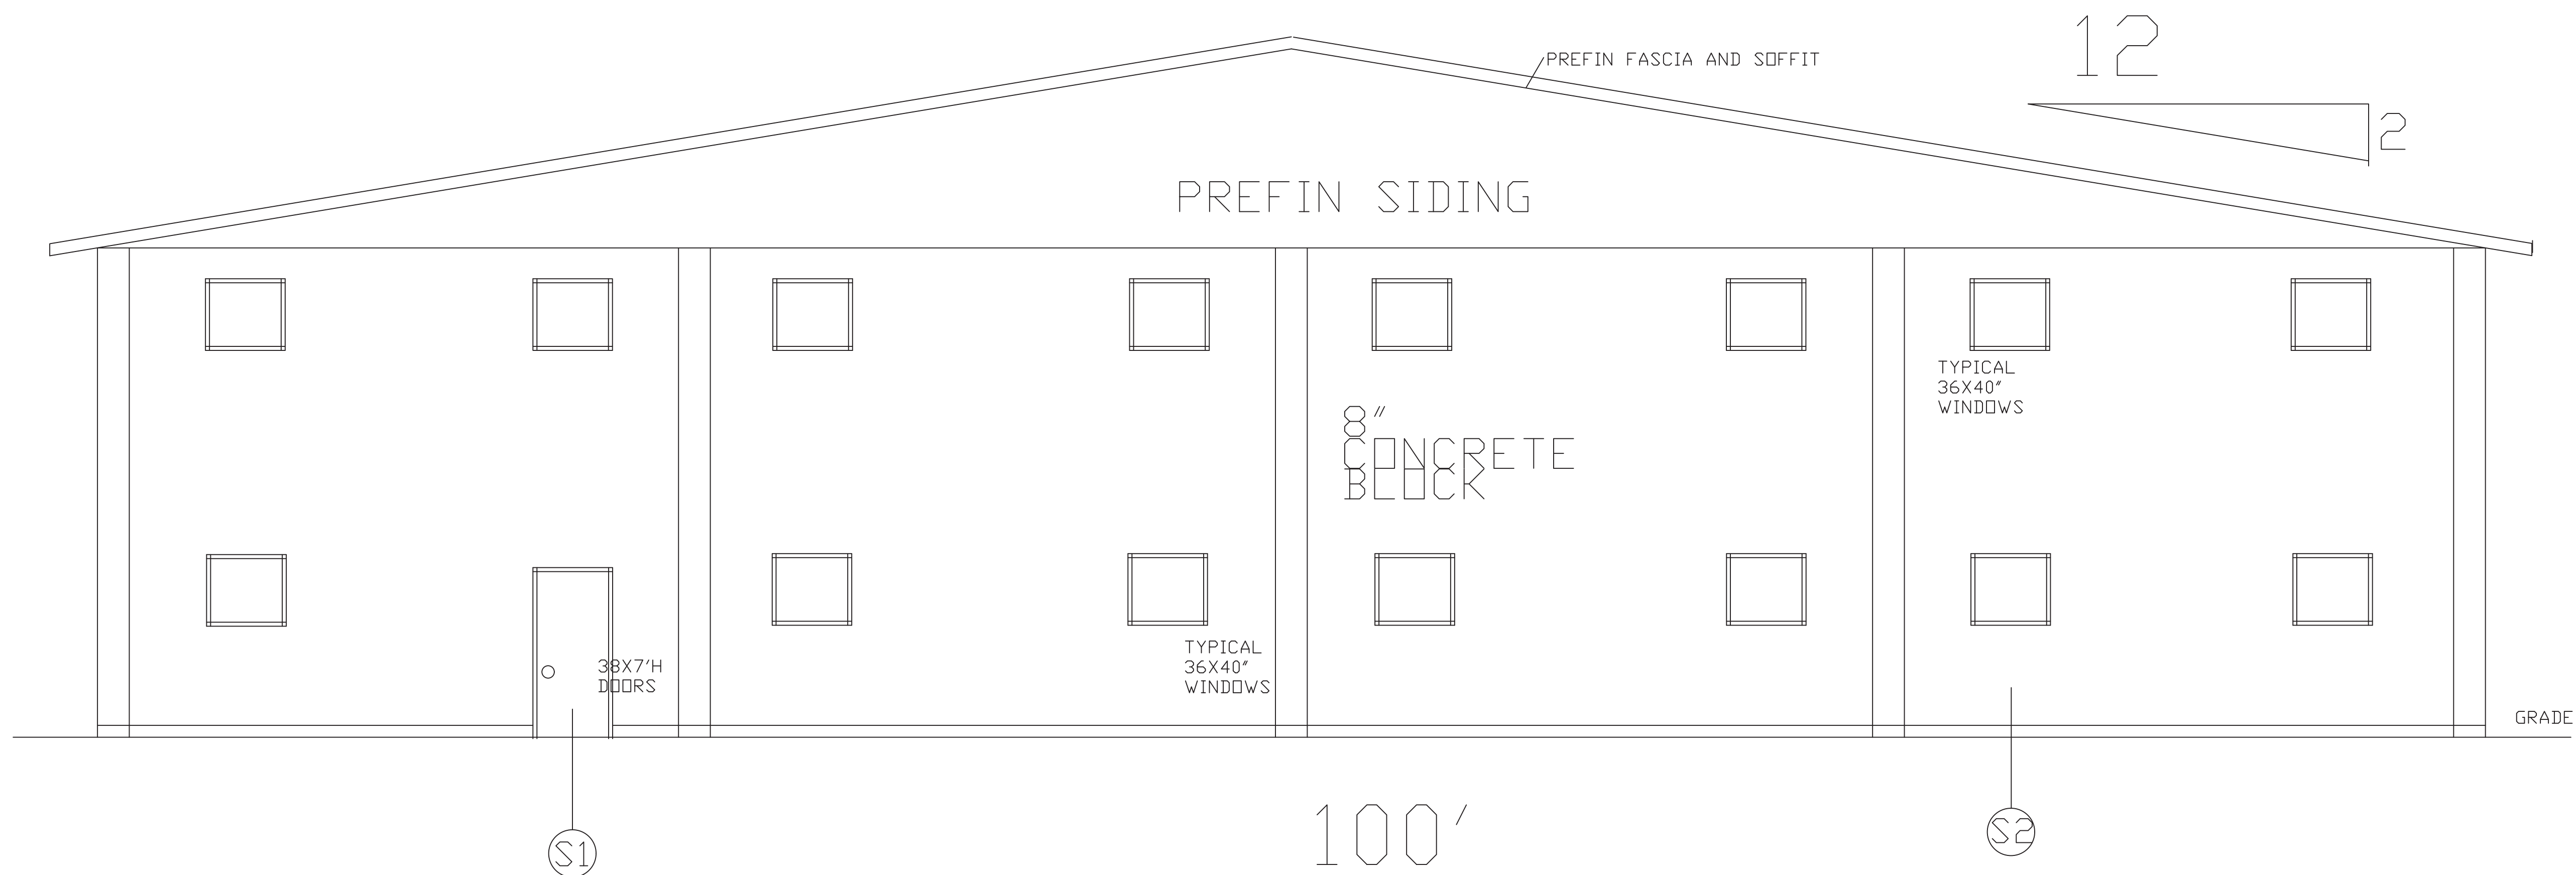 12
PREFIN FASCIA AND SOFFIT
2
PREFIN SIDING
TYPICAL
36X40"
WINDOWS
8"
CONCRETE
BLOCK
TYPICAL
36X40"
WINDOWS
38X7'H
DOORS
GRADE
100'
S1
S2